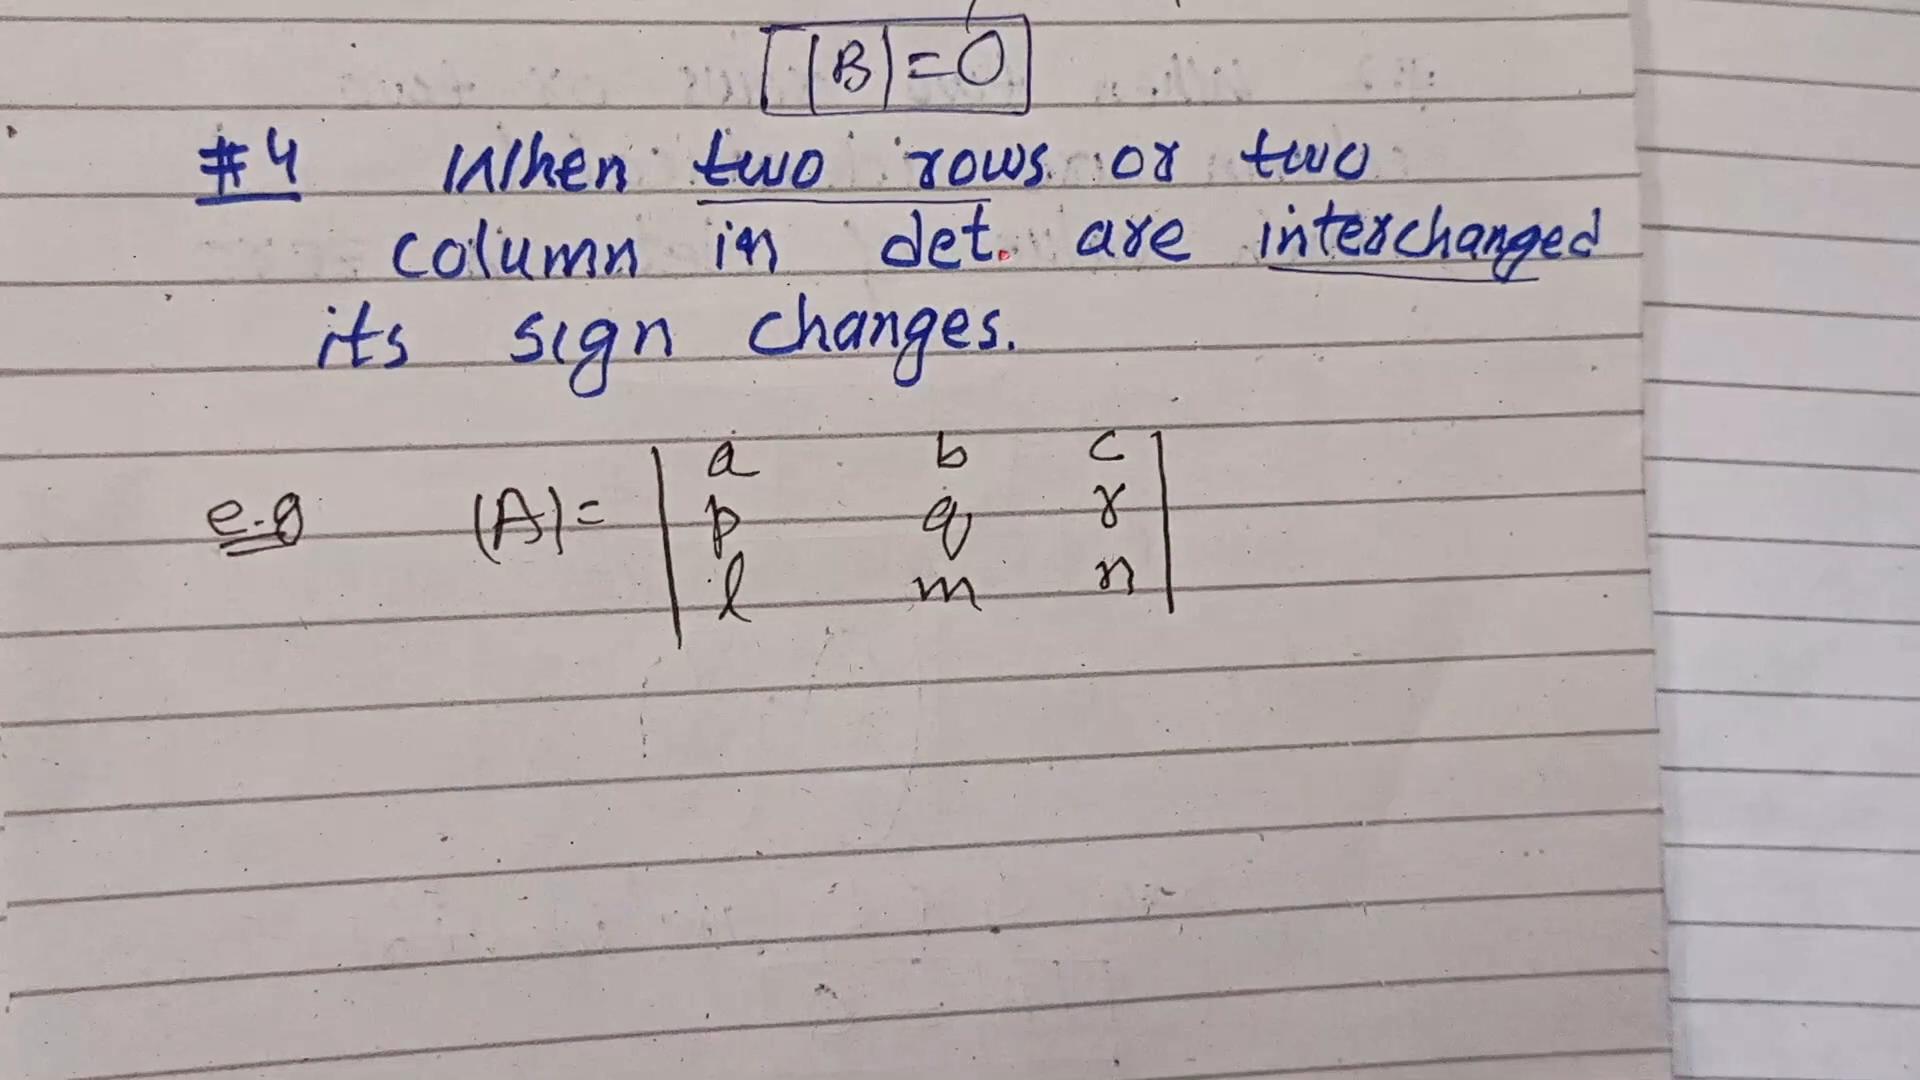 |B| = 0
#4 When two rows or two
column in det. are interchanged
its sign changes.
a b c
e.g (A) = p q r
l m n